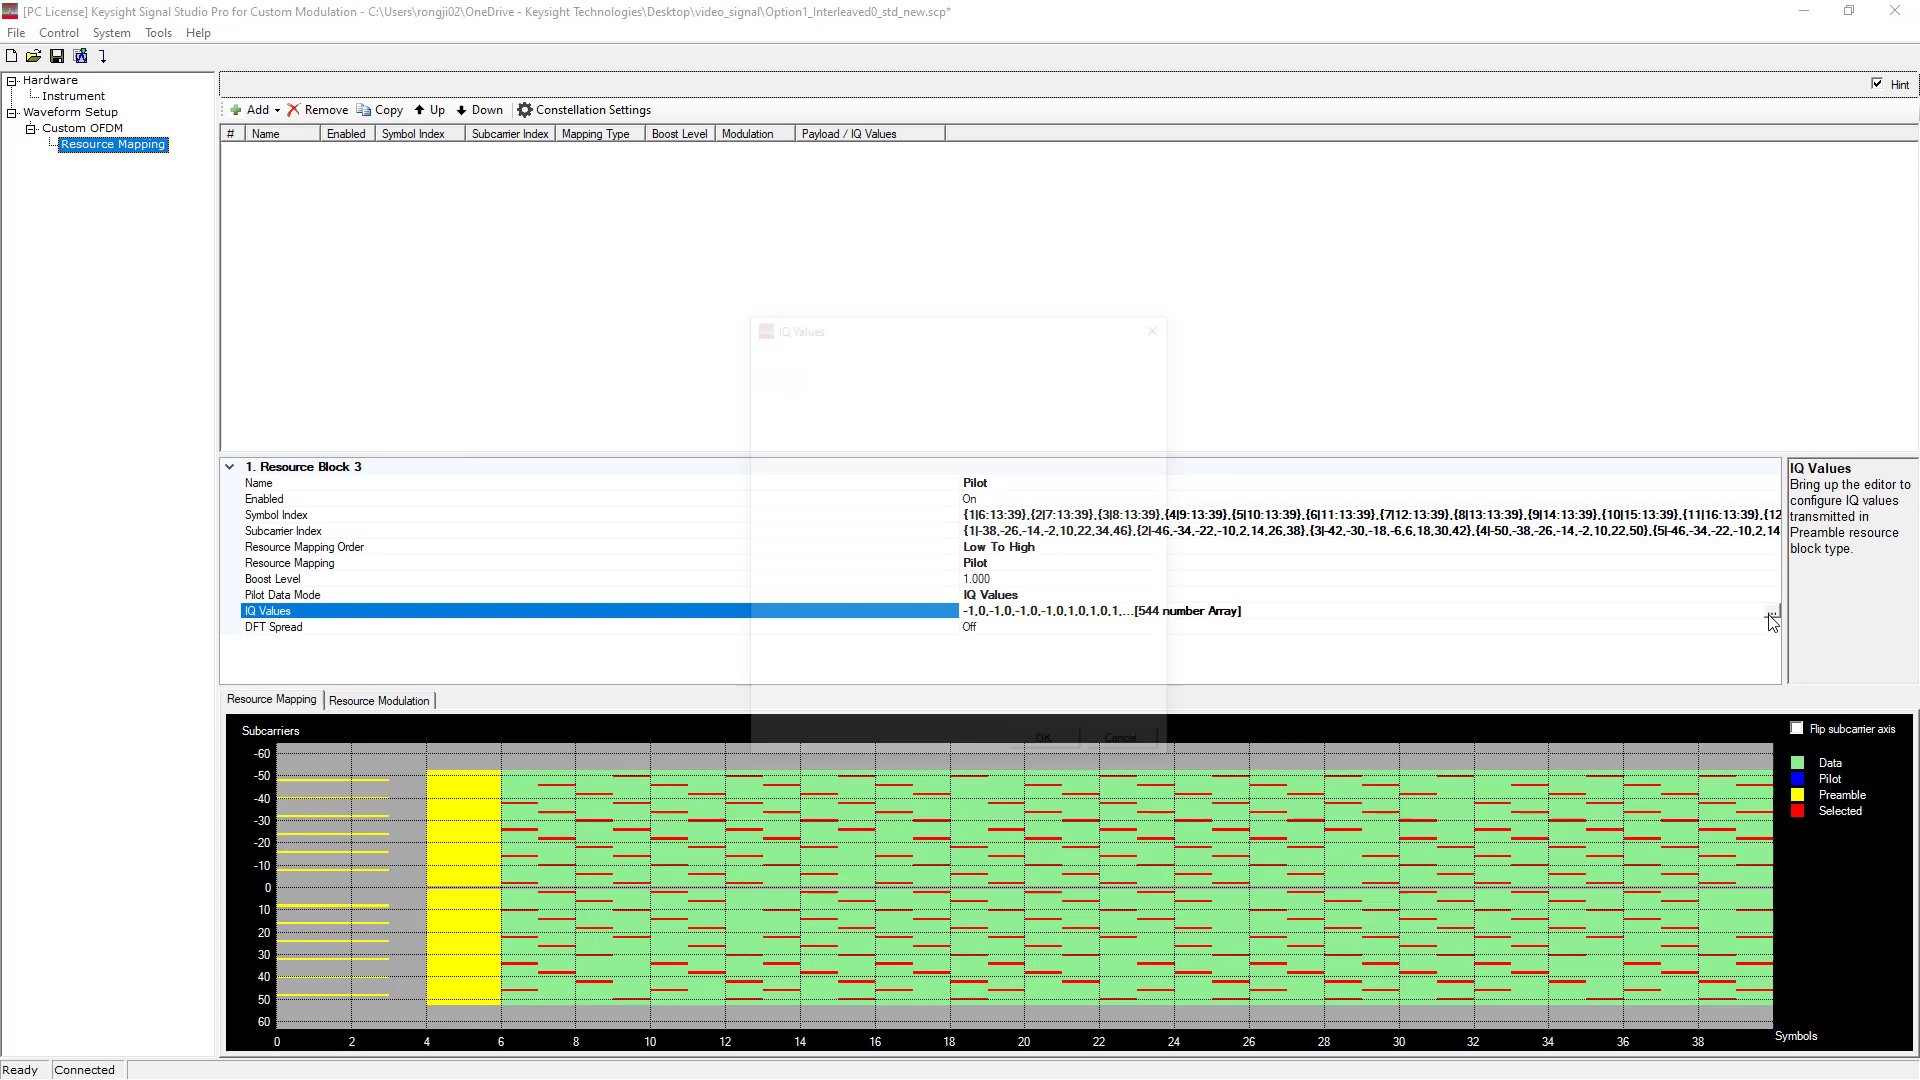 [PC License] Keysight Signal Studio Pro for Custom Modulation - C:\Users\rongji02\OneDrive - Keysight Technologies\Desktop\video_signal\Option1_Interleaved0_std_new.scp*
File Control System Tools Help
Hardware
Instrument
Waveform Setup
Custom OFDM
Resource Mapping
Hint
Add Remove Copy Up Down Constellation Settings
# Name Enabled Symbol Index Subcarrier Index Mapping Type Boost Level Modulation Payload / IQ Values
IQ Values
OK Cancel
1. Resource Block 3
Name Pilot
Enabled On
Symbol Index {1|6:13:39},{2|7:13:39},{3|8:13:39},{4|9:13:39},{5|10:13:39},{6|11:13:39},{7|12:13:39},{8|13:13:39},{9|14:13:39},{10|15:13:39},{11|16:13:39},{12
Subcarrier Index {1|-38,-26,-14,-2,10,22,34,46},{2|-46,-34,-22,-10,2,14,26,38},{3|-42,-30,-18,-6,6,18,30,42},{4|-50,-38,-26,-14,-2,10,22,50},{5|-46,-34,-22,-10,2,14
Resource Mapping Order Low To High
Resource Mapping Pilot
Boost Level 1.000
Pilot Data Mode IQ Values
IQ Values -1,0,-1,0,-1,0,-1,0,1,0,1,0,1,...[544 number Array]
DFT Spread Off
IQ Values
Bring up the editor to
configure IQ values
transmitted in
Preamble resource
block type.
Resource Mapping Resource Modulation
Subcarriers
Flip subcarrier axis
Data
Pilot
Preamble
Selected
-60
-50
-40
-30
-20
-10
0
10
20
30
40
50
60
0 2 4 6 8 10 12 14 16 18 20 22 24 26 28 30 32 34 36 38
Symbols
Ready Connected